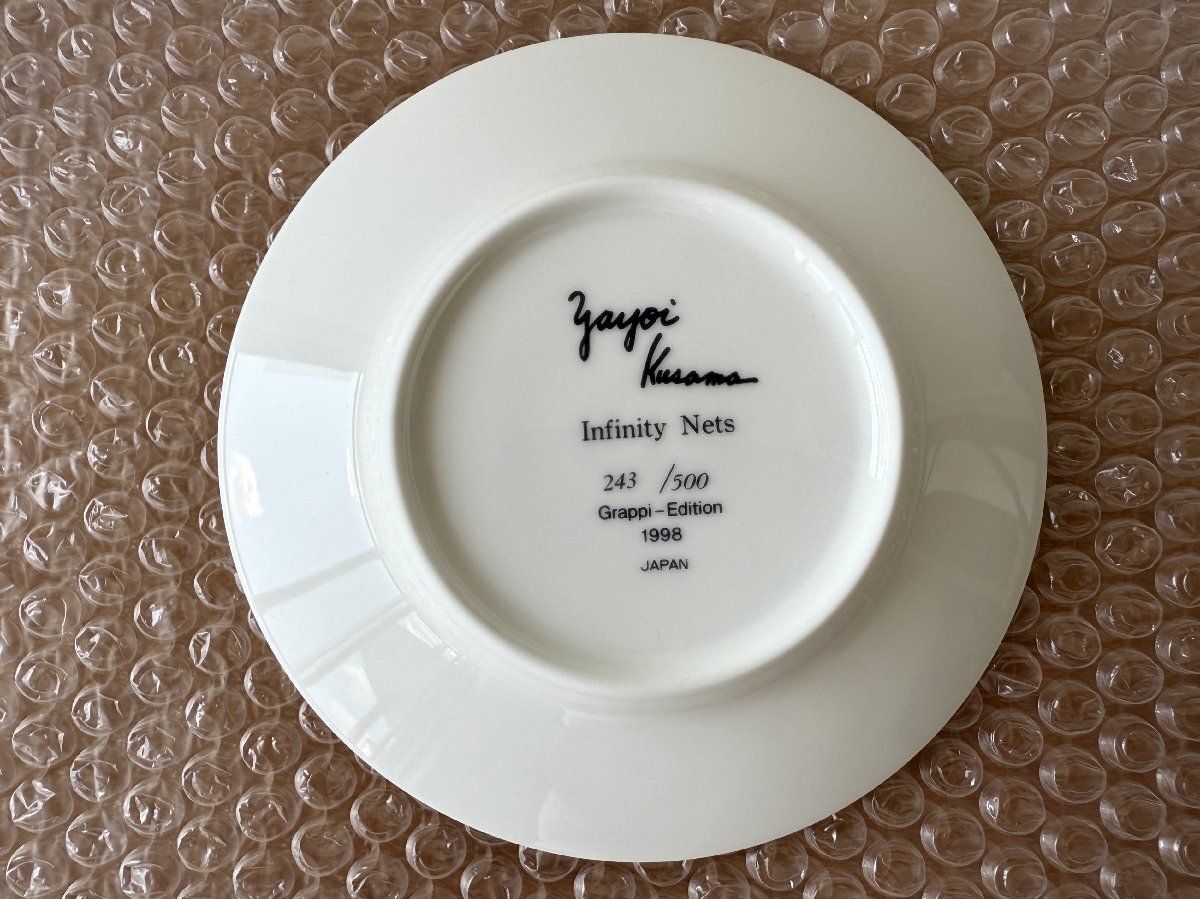 Yayoi
Kusama
Infinity Nets
243 /500
Grappi-Edition
1998
JAPAN